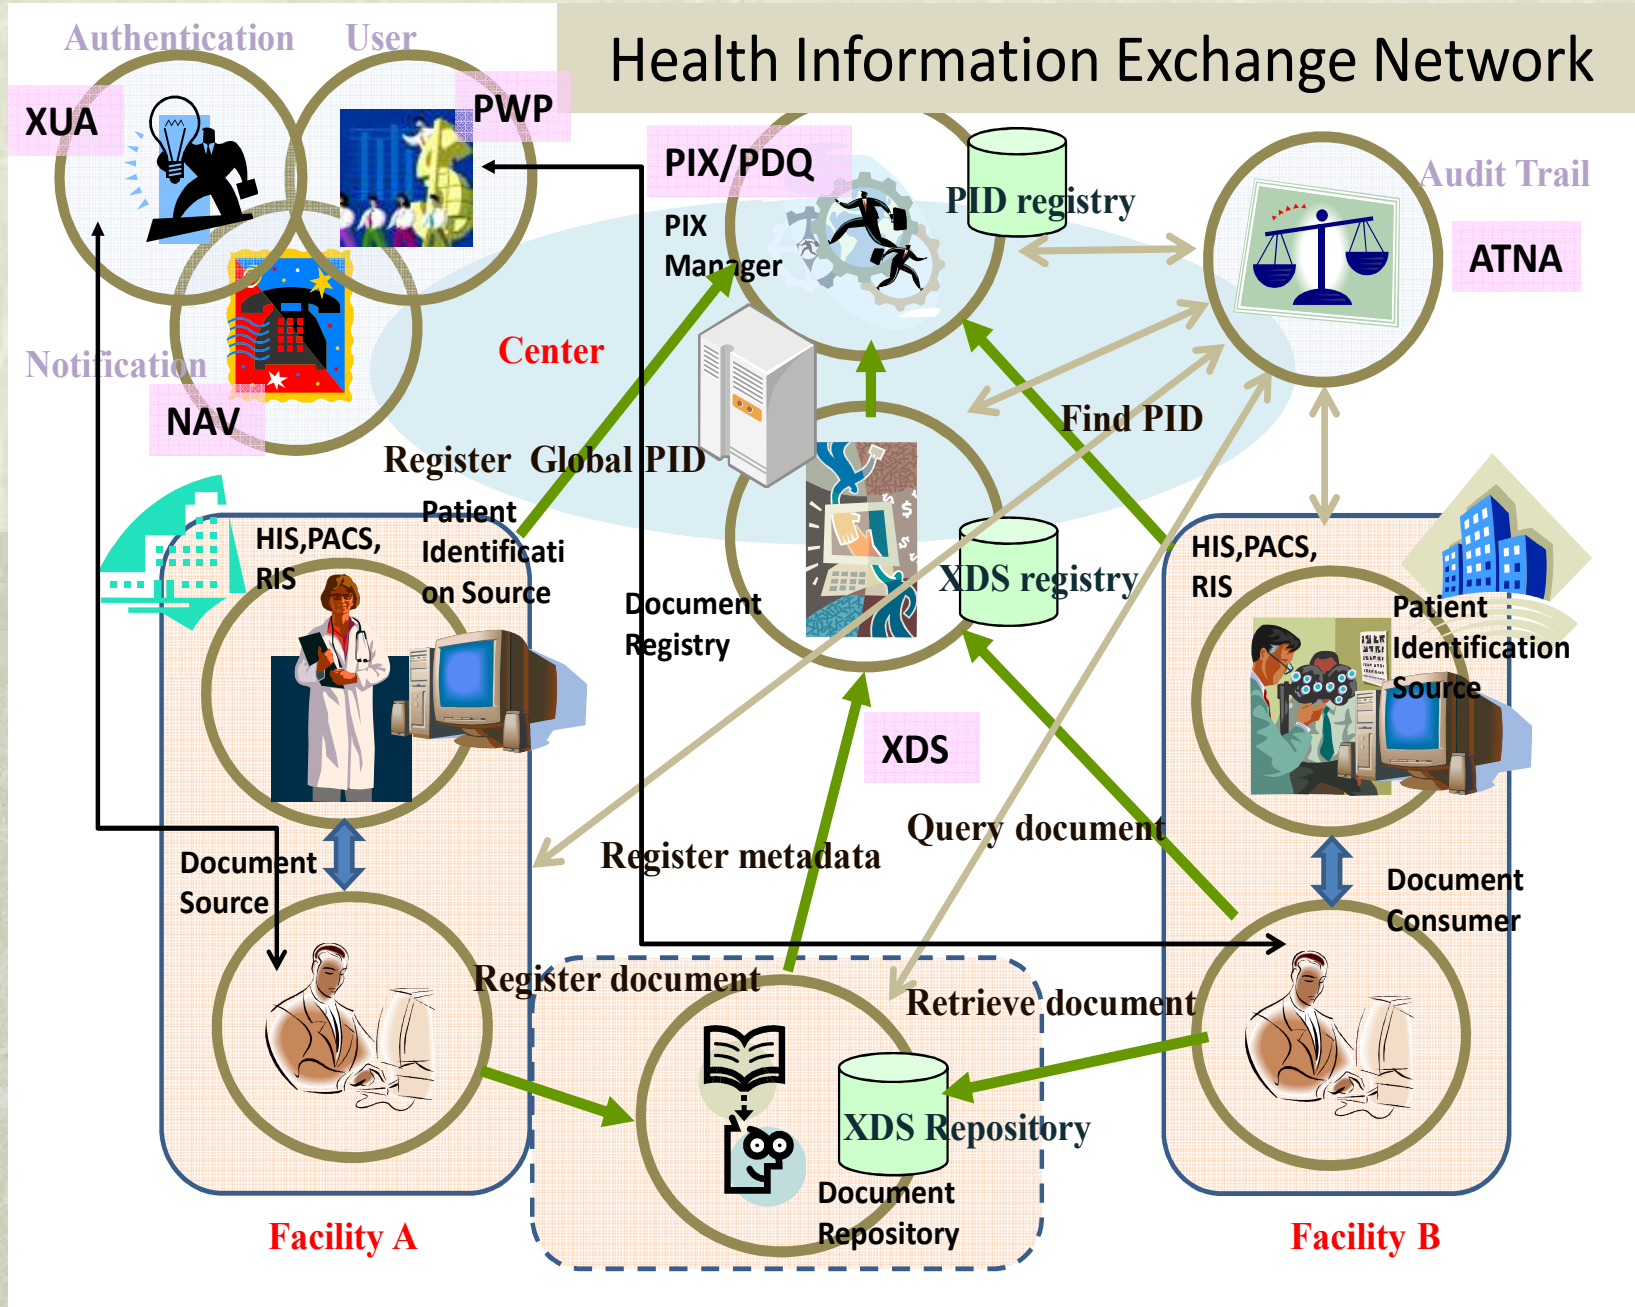 Health Information Exchange Network
Authentication
User
XUA
PWP
Notification
NAV
PIX/PDQ
PIX
Manager
PID registry
Audit Trail
ATNA
Center
Find PID
Register Global PID
HIS,PACS,
RIS
Patient
Identificati
on Source
Document
Registry
XDS registry
HIS,PACS,
RIS
Patient
Identification
Source
XDS
Query document
Register metadata
Document
Source
Document
Consumer
Register document
Retrieve document
XDS Repository
Document
Repository
Facility A
Facility B